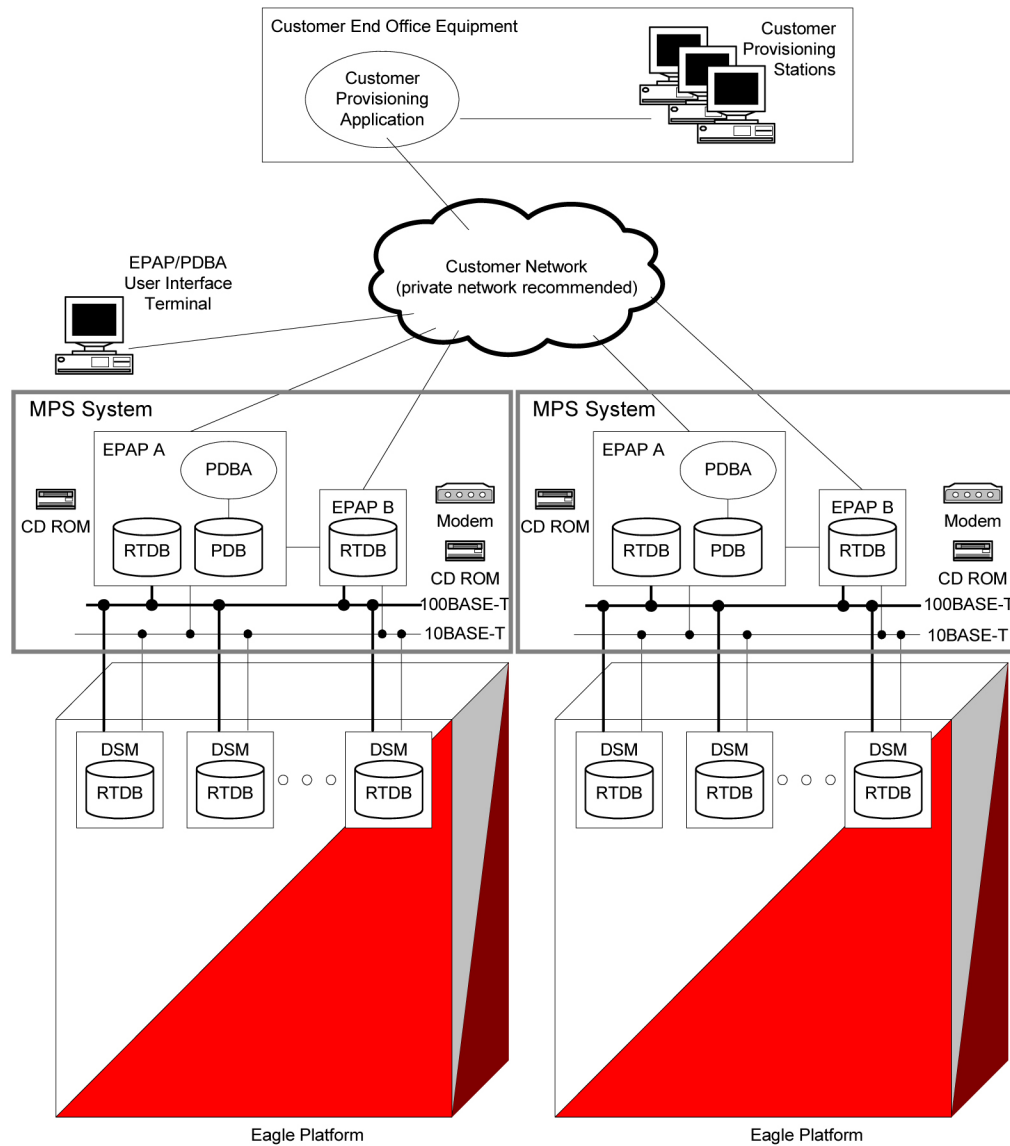 Customer End Office Equipment
Customer
Provisioning
Stations
Customer
Provisioning
Application
Customer Network
(private network recommended)
EPAP/PDBA
User Interface
Terminal
MPS System
EPAP A
PDBA
CD ROM
RTDB
PDB
EPAP B
RTDB
Modem
CD ROM
100BASE-T
10BASE-T
MPS System
EPAP A
PDBA
CD ROM
RTDB
PDB
EPAP B
RTDB
Modem
CD ROM
100BASE-T
10BASE-T
DSM
RTDB
DSM
RTDB
DSM
RTDB
DSM
RTDB
DSM
RTDB
DSM
RTDB
Eagle Platform
Eagle Platform